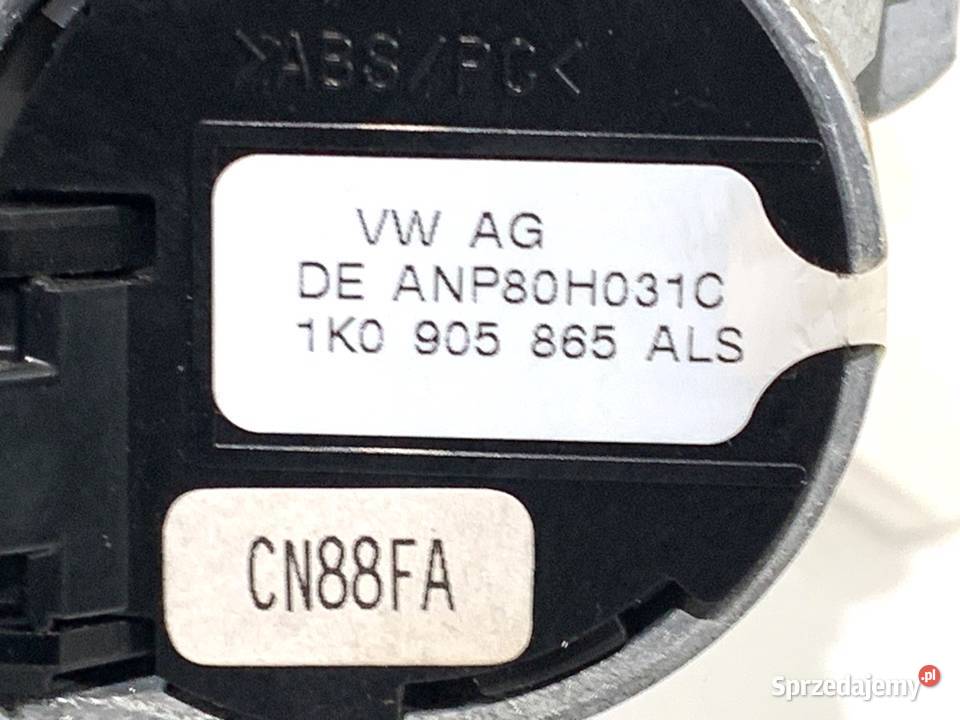 >ABS/PC<
VW AG
DE ANP80H031C
1K0 905 865 ALS
CN88FA
Sprzedajemy.pl